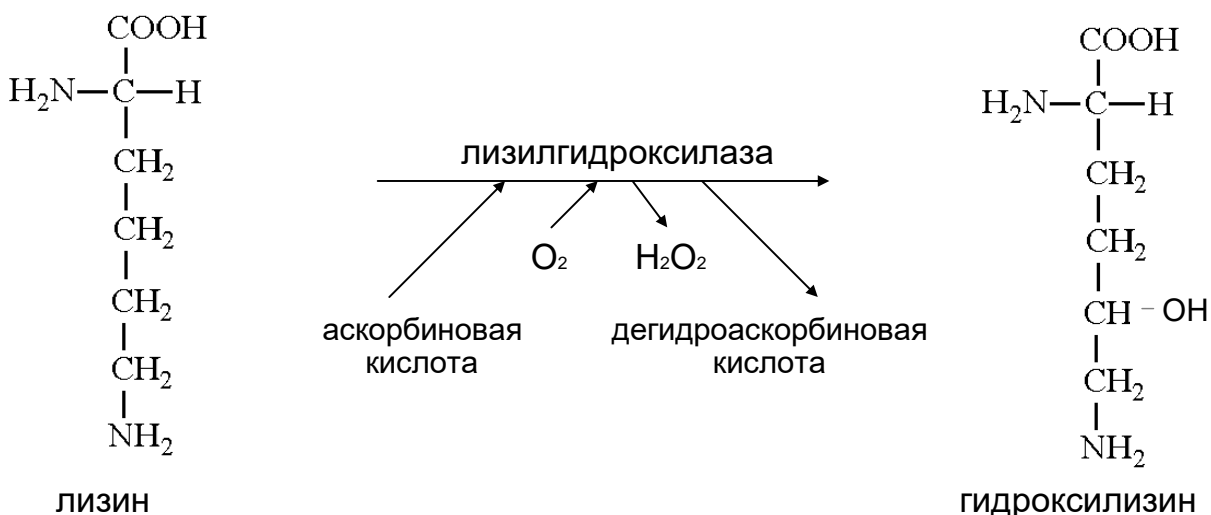 COOH
H₂N—C—H
CH₂
CH₂
CH₂
CH₂
NH₂
лизин
лизилгидроксилаза
O₂
H₂O₂
аскорбиновая
кислота
дегидроаскорбиновая
кислота
COOH
H₂N—C—H
CH₂
CH₂
CH - OH
CH₂
NH₂
гидроксилизин